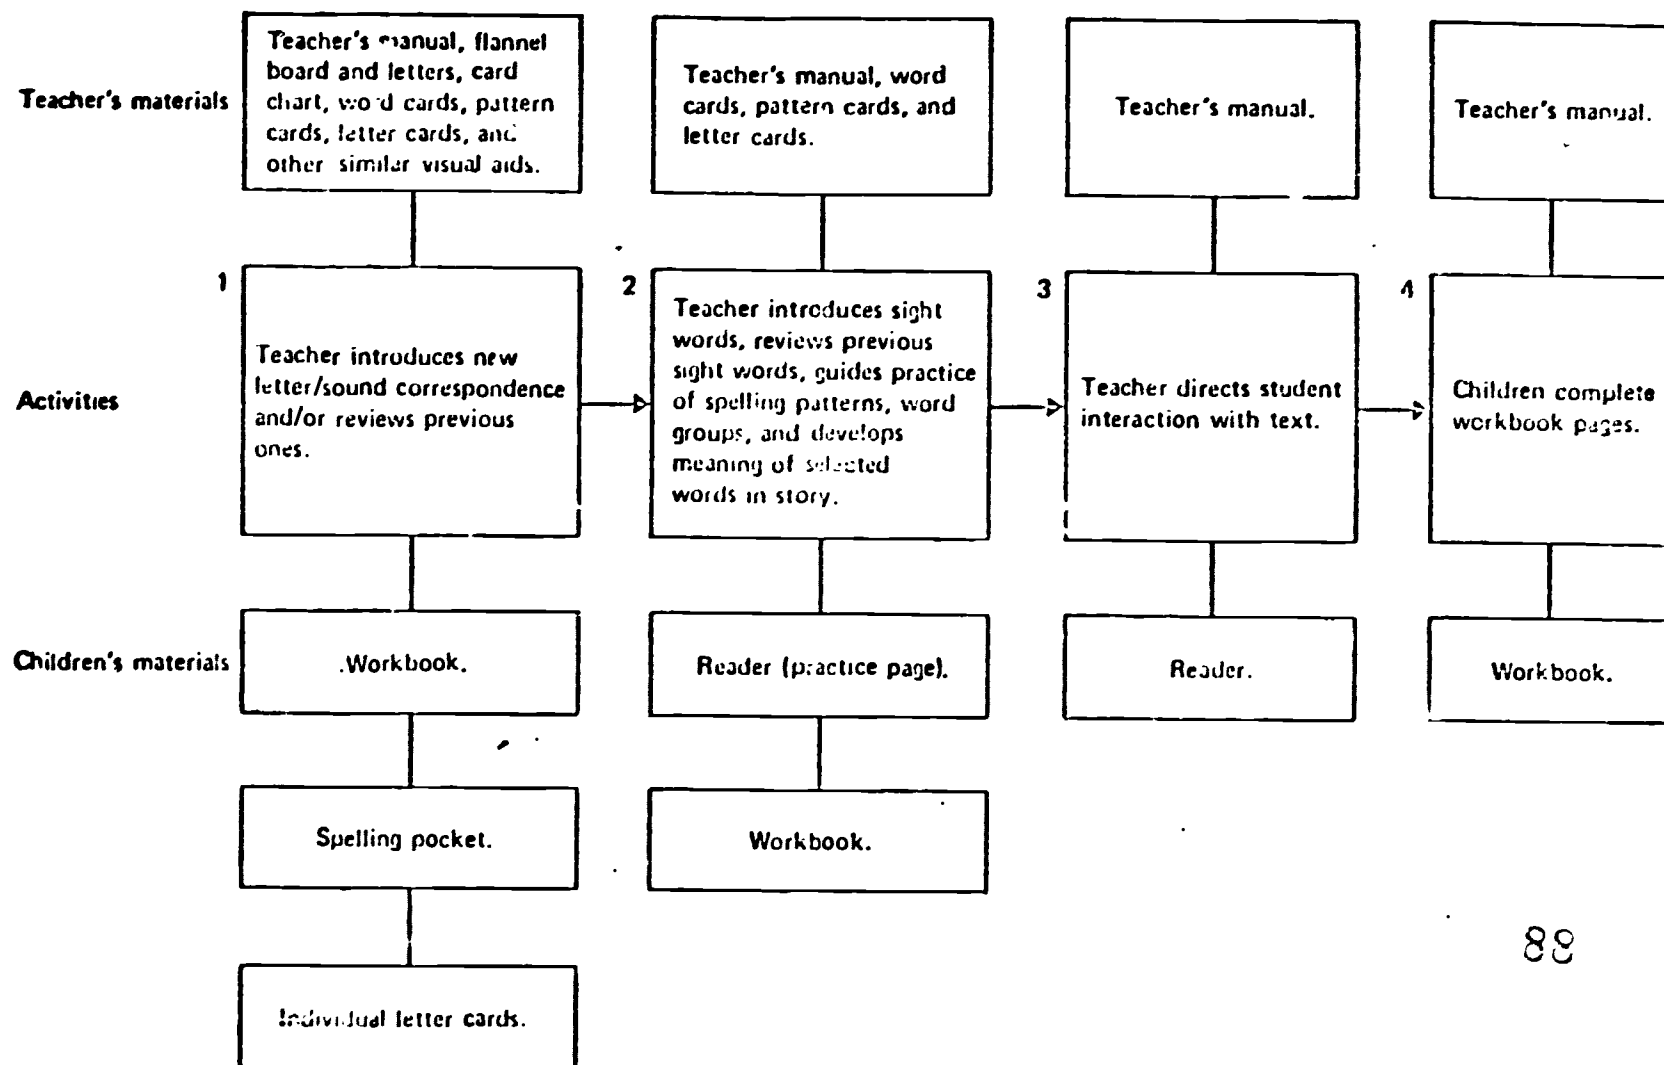 Teacher's materials
Teacher's manual, flannel
board and letters, card
chart, word cards, pattern
cards, letter cards, and
other similar visual aids.
Teacher's manual, word
cards, pattern cards, and
letter cards.
Teacher's manual.
Teacher's manual.
Activities
1
Teacher introduces new
letter/sound correspondence
and/or reviews previous
ones.
2
Teacher introduces sight
words, reviews previous
sight words, guides practice
of spelling patterns, word
groups, and develops
meaning of selected
words in story.
3
Teacher directs student
interaction with text.
4
Children complete
workbook pages.
Children's materials
Workbook.
Reader (practice page).
Reader.
Workbook.
Spelling pocket.
Workbook.
Individual letter cards.
88